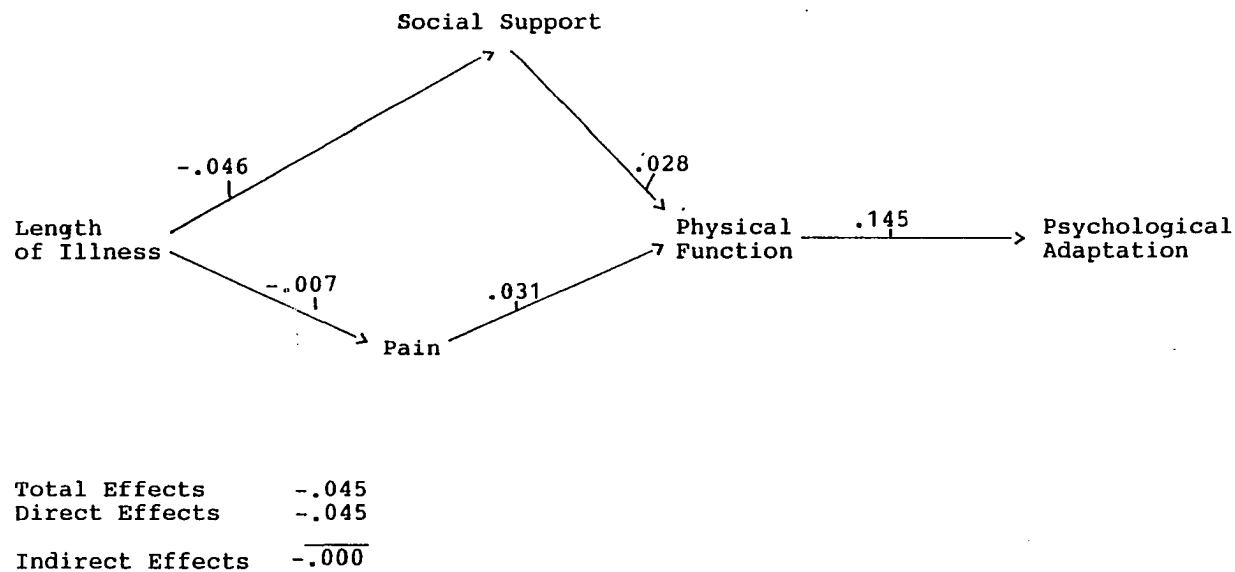 Social Support
-.046
.028
Length
of Illness
Physical
Function
.145
Psychological
Adaptation
-.007
.031
Pain
Total Effects -.045
Direct Effects -.045
Indirect Effects -.000